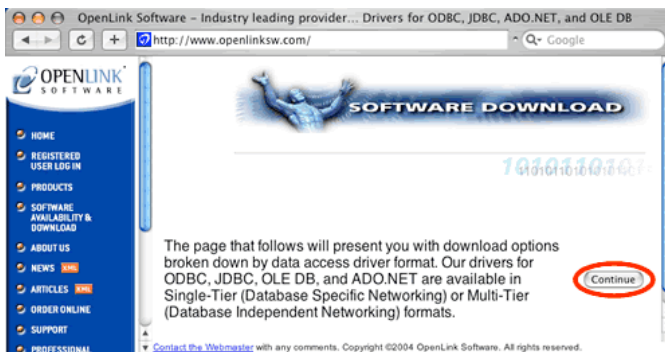 OpenLink Software – Industry leading provider... Drivers for ODBC, JDBC, ADO.NET, and OLE DB
http://www.openlinksw.com/
Google
OPENLINK
SOFTWARE
HOME
REGISTERED
USER LOG IN
PRODUCTS
SOFTWARE
AVAILABILITY &
DOWNLOAD
ABOUT US
NEWS XML
ARTICLES XML
ORDER ONLINE
SUPPORT
PROFESSIONAL
SOFTWARE DOWNLOAD
The page that follows will present you with download options
broken down by data access driver format. Our drivers for
ODBC, JDBC, OLE DB, and ADO.NET are available in
Single-Tier (Database Specific Networking) or Multi-Tier
(Database Independent Networking) formats.
Continue
Contact the Webmaster with any comments. Copyright ©2004 OpenLink Software. All rights reserved.